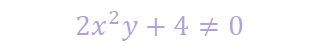 2x²y + 4 ≠ 0